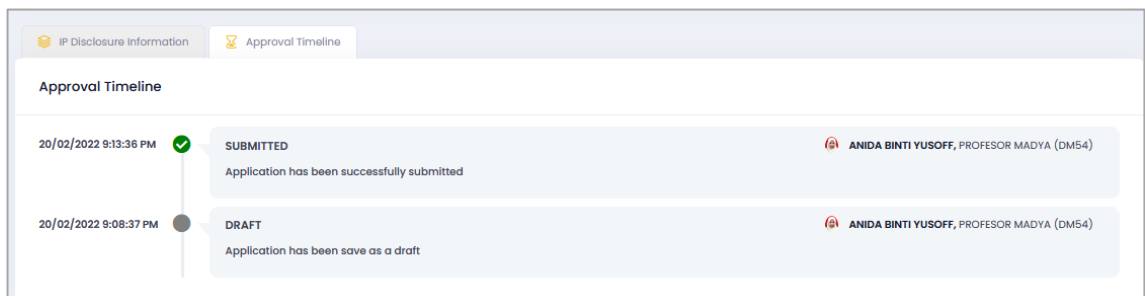 IP Disclosure Information
Approval Timeline
Approval Timeline
20/02/2022 9:13:36 PM
SUBMITTED
ANIDA BINTI YUSOFF, PROFESOR MADYA (DM54)
Application has been successfully submitted
20/02/2022 9:08:37 PM
DRAFT
ANIDA BINTI YUSOFF, PROFESOR MADYA (DM54)
Application has been save as a draft